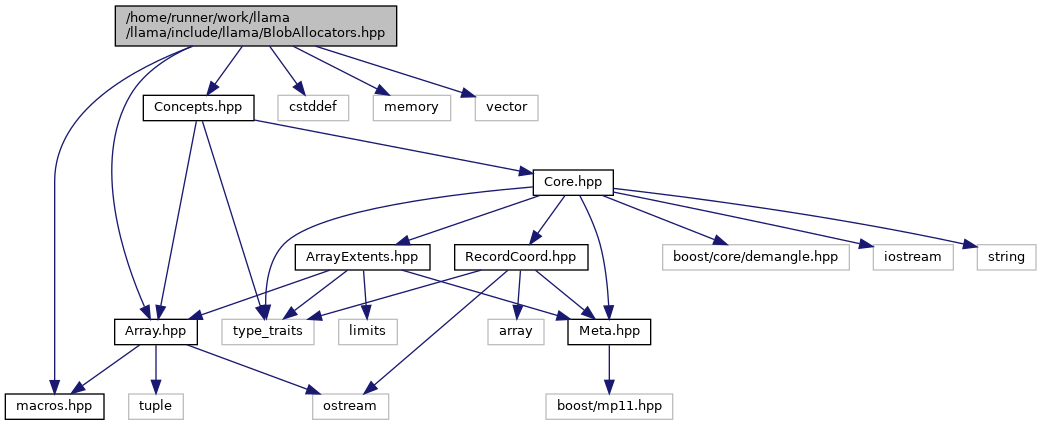 /home/runner/work/llama
/llama/include/llama/BlobAllocators.hpp
Concepts.hpp
cstddef
memory
vector
Core.hpp
ArrayExtents.hpp
RecordCoord.hpp
boost/core/demangle.hpp
iostream
string
Array.hpp
type_traits
limits
array
Meta.hpp
macros.hpp
tuple
ostream
boost/mp11.hpp